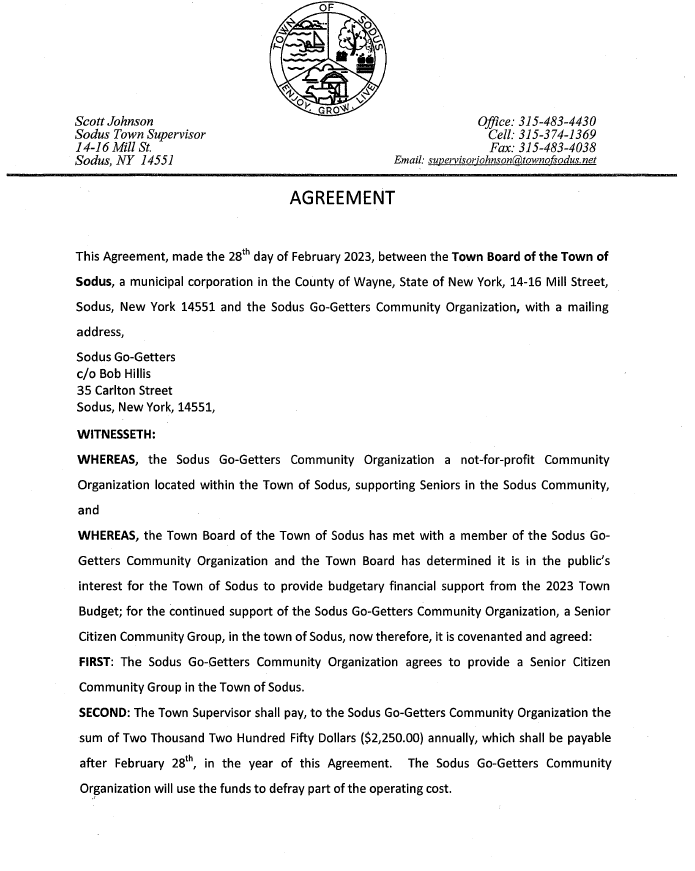 TOWN OF SODUS
ENJOY, GROW, LIVE
Scott Johnson
Sodus Town Supervisor
14-16 Mill St.
Sodus, NY 14551
Office: 315-483-4430
Cell: 315-374-1369
Fax: 315-483-4038
Email: supervisorjohnson@townofsodus.net
AGREEMENT
This Agreement, made the 28th day of February 2023, between the Town Board of the Town of
Sodus, a municipal corporation in the County of Wayne, State of New York, 14-16 Mill Street,
Sodus, New York 14551 and the Sodus Go-Getters Community Organization, with a mailing
address,
Sodus Go-Getters
c/o Bob Hillis
35 Carlton Street
Sodus, New York, 14551,
WITNESSETH:
WHEREAS, the Sodus Go-Getters Community Organization a not-for-profit Community
Organization located within the Town of Sodus, supporting Seniors in the Sodus Community,
and
WHEREAS, the Town Board of the Town of Sodus has met with a member of the Sodus Go-
Getters Community Organization and the Town Board has determined it is in the public's
interest for the Town of Sodus to provide budgetary financial support from the 2023 Town
Budget; for the continued support of the Sodus Go-Getters Community Organization, a Senior
Citizen Community Group, in the town of Sodus, now therefore, it is covenanted and agreed:
FIRST: The Sodus Go-Getters Community Organization agrees to provide a Senior Citizen
Community Group in the Town of Sodus.
SECOND: The Town Supervisor shall pay, to the Sodus Go-Getters Community Organization the
sum of Two Thousand Two Hundred Fifty Dollars ($2,250.00) annually, which shall be payable
after February 28th, in the year of this Agreement. The Sodus Go-Getters Community
Organization will use the funds to defray part of the operating cost.